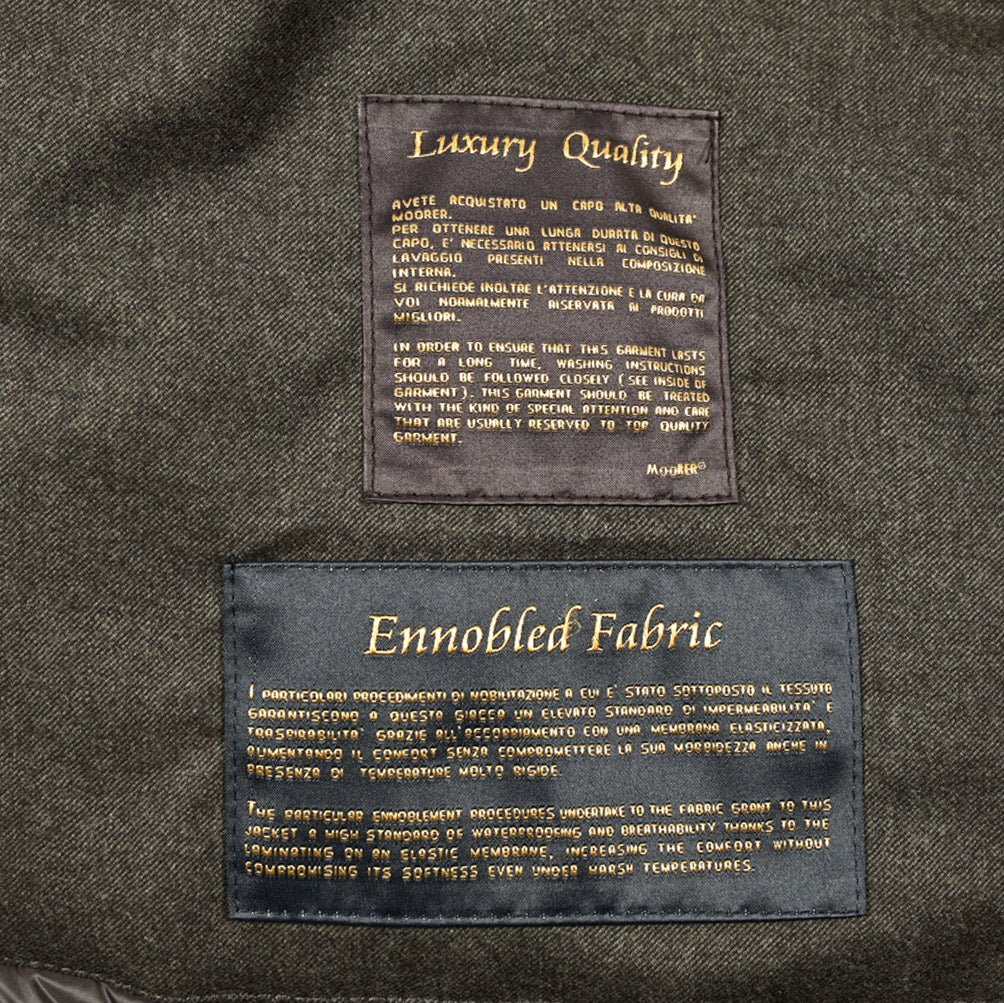 Luxury Quality
AVETE ACQUISTATO UN CAPO ALTA QUALITA'
MOORER.
PER OTTENERE UNA LUNGA DURATA DI QUESTO
CAPO, E' NECESSARIO ATTENERSI AI CONSIGLI DI
LAVAGGIO PRESENTI NELLA COMPOSIZIONE
INTERNA.
SI RICHIEDE INOLTRE L'ATTENZIONE E LA CURA DA
VOI NORMALMENTE RISERVATA AI PRODOTTI
MIGLIORI.
IN ORDER TO ENSURE THAT THIS GARMENT LASTS
FOR A LONG TIME, WASHING INSTRUCTIONS
SHOULD BE FOLLOWED CLOSELY (SEE INSIDE OF
GARMENT). THIS GARMENT SHOULD BE TREATED
WITH THE KIND OF SPECIAL ATTENTION AND CARE
THAT ARE USUALLY RESERVED TO TOP QUALITY
GARMENT.
MOORER®
Ennobled Fabric
I PARTICOLARI PROCEDIMENTI DI NOBILITAZIONE A CUI E' STATO SOTTOPOSTO IL TESSUTO
GARANTISCONO A QUESTA GIACCA UN ELEVATO STANDARD DI IMPERMEABILITA' E
TRASPIRABILITA' GRAZIE ALL'ACCOPPIAMENTO CON UNA MEMBRANA ELASTICIZZATA,
AUMENTANDO IL CONFORT SENZA COMPROMETTERE LA SUA MORBIDEZZA ANCHE IN
PRESENZA DI TEMPERATURE MOLTO RIGIDE.
THE PARTICULAR ENNOBLEMENT PROCEDURES UNDERTAKE TO THE FABRIC GRANT TO THIS
JACKET A HIGH STANDARD OF WATERPROOFING AND BREATHABILITY THANKS TO THE
LAMINATING ON AN ELASTIC MEMBRANE, INCREASING THE COMFORT WITHOUT
COMPROMISING ITS SOFTNESS EVEN UNDER HARSH TEMPERATURES.